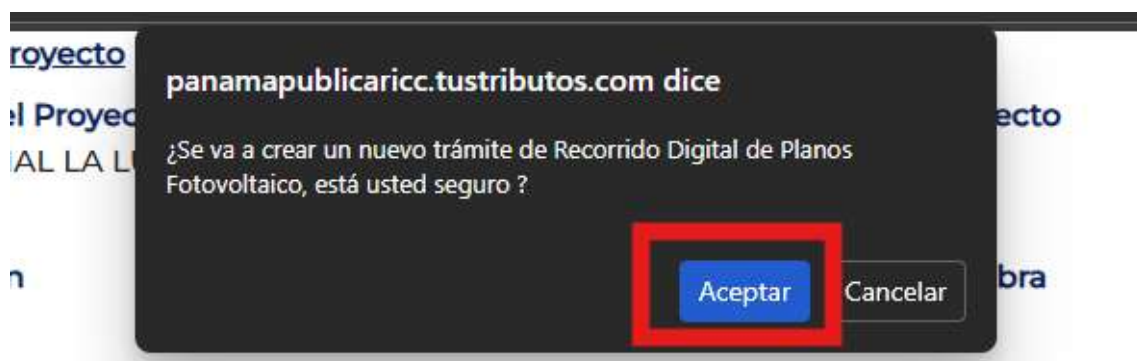 royecto
panamapublicaricc.tustributos.com dice
el Proyec
ecto
¿Se va a crear un nuevo trámite de Recorrido Digital de Planos
IAL LA L
Fotovoltaico, está usted seguro ?
n
bra
Aceptar
Cancelar